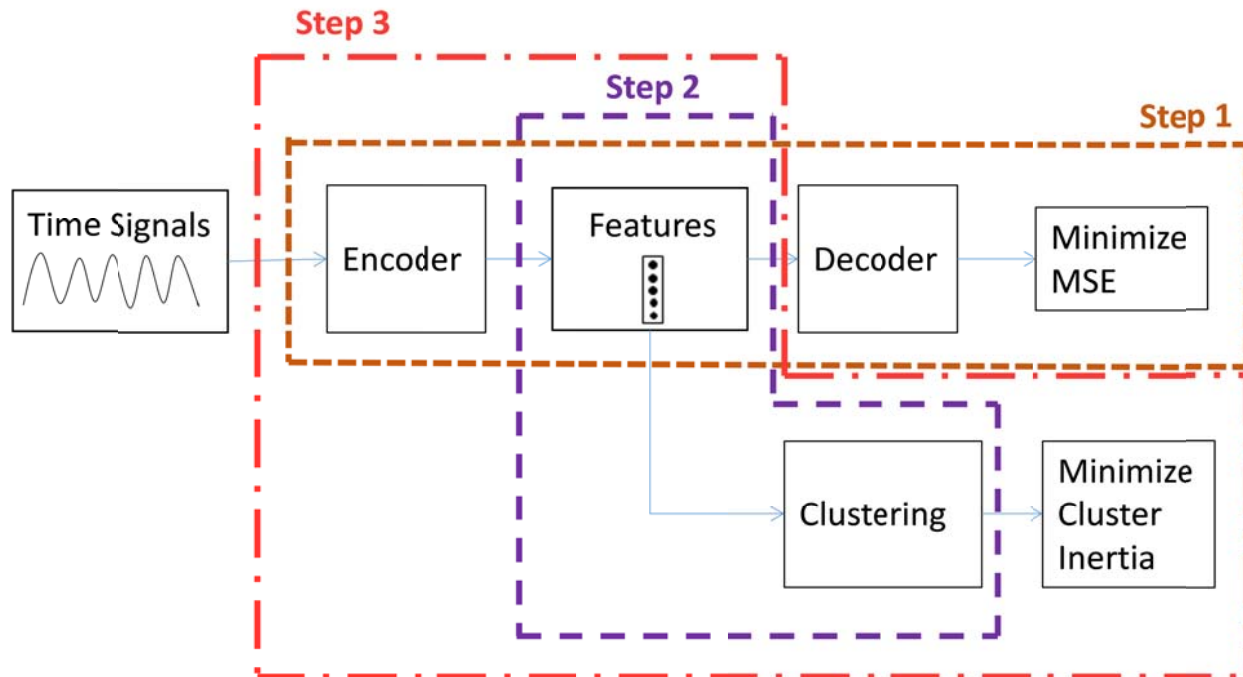 Step 3
Step 2
Step 1
Time Signals
Encoder
Features
Decoder
Minimize
MSE
Clustering
Minimize
Cluster
Inertia